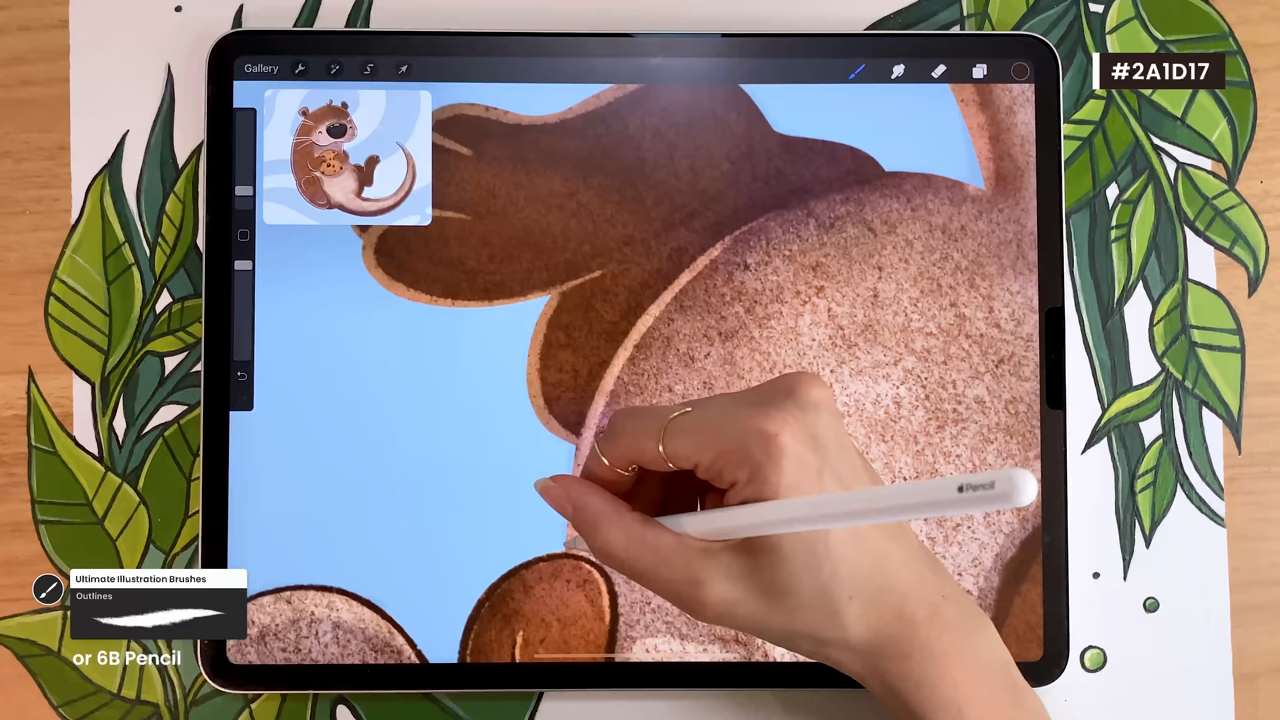 Gallery
#2A1D17
Pencil
Ultimate Illustration Brushes
Outlines
or 6B Pencil